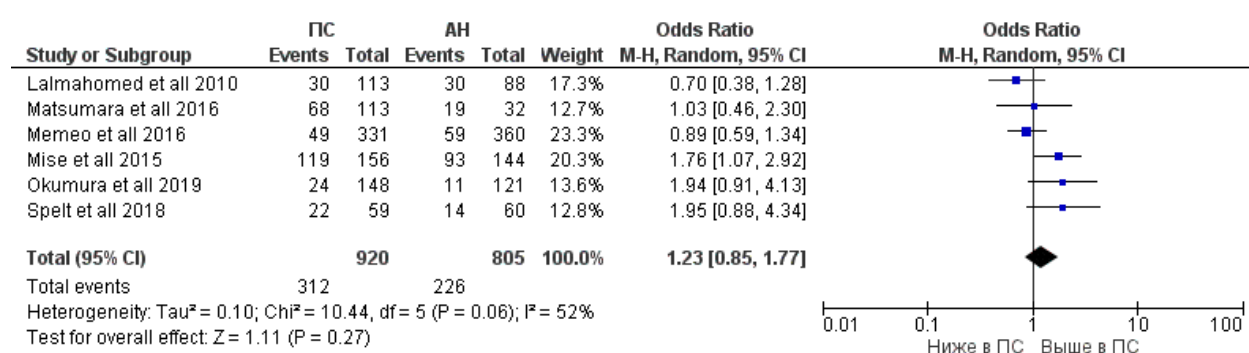 ПС АН Odds Ratio Odds Ratio
Study or Subgroup Events Total Events Total Weight M-H, Random, 95% CI M-H, Random, 95% CI
Lalmahomed et all 2010 30 113 30 88 17.3% 0.70 [0.38, 1.28]
Matsumara et all 2016 68 113 19 32 12.7% 1.03 [0.46, 2.30]
Memeo et all 2016 49 331 59 360 23.3% 0.89 [0.59, 1.34]
Mise et all 2015 119 156 93 144 20.3% 1.76 [1.07, 2.92]
Okumura et all 2019 24 148 11 121 13.6% 1.94 [0.91, 4.13]
Spelt et all 2018 22 59 14 60 12.8% 1.95 [0.88, 4.34]
Total (95% CI) 920 805 100.0% 1.23 [0.85, 1.77]
Total events 312 226
Heterogeneity: Tau² = 0.10; Chi² = 10.44, df = 5 (P = 0.06); I² = 52%
Test for overall effect: Z = 1.11 (P = 0.27)
0.01 0.1 1 10 100
Ниже в ПС Выше в ПС